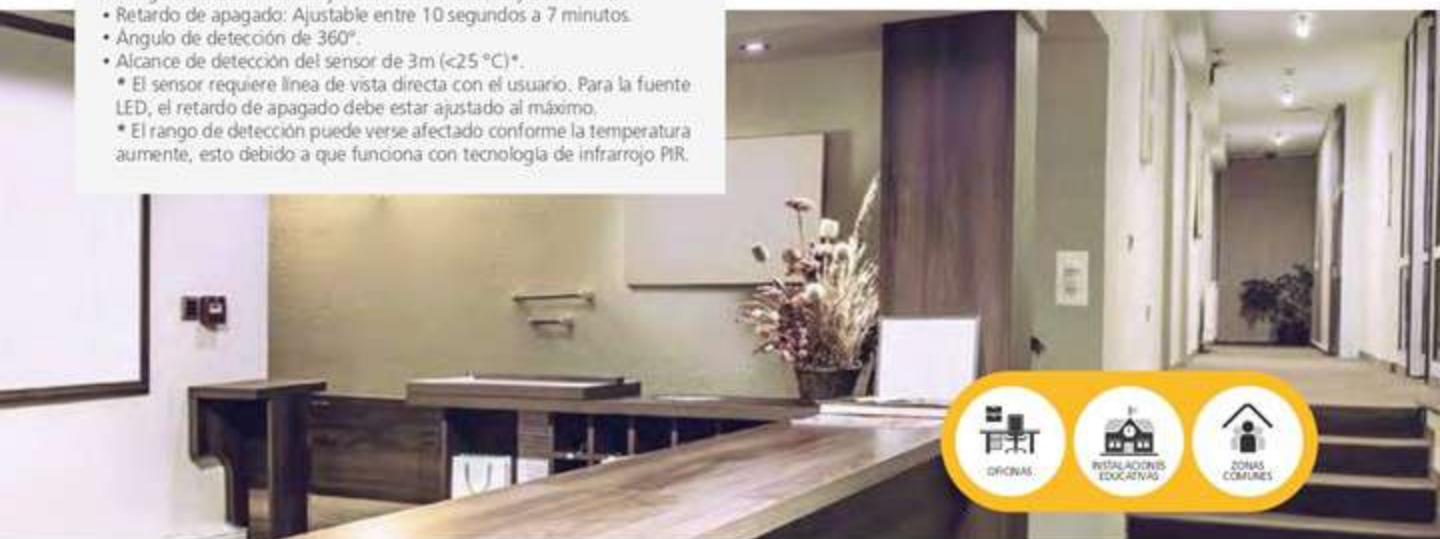 • Retardo de apagado: Ajustable entre 10 segundos a 7 minutos.
• Ángulo de detección de 360°.
• Alcance de detección del sensor de 3m (<25 °C)*.
* El sensor requiere línea de vista directa con el usuario. Para la fuente
LED, el retardo de apagado debe estar ajustado al máximo.
* El rango de detección puede verse afectado conforme la temperatura
aumente, esto debido a que funciona con tecnología de infrarrojo PIR.
OFICINAS
INSTALACIONES
EDUCATIVAS
ZONAS
COMUNES